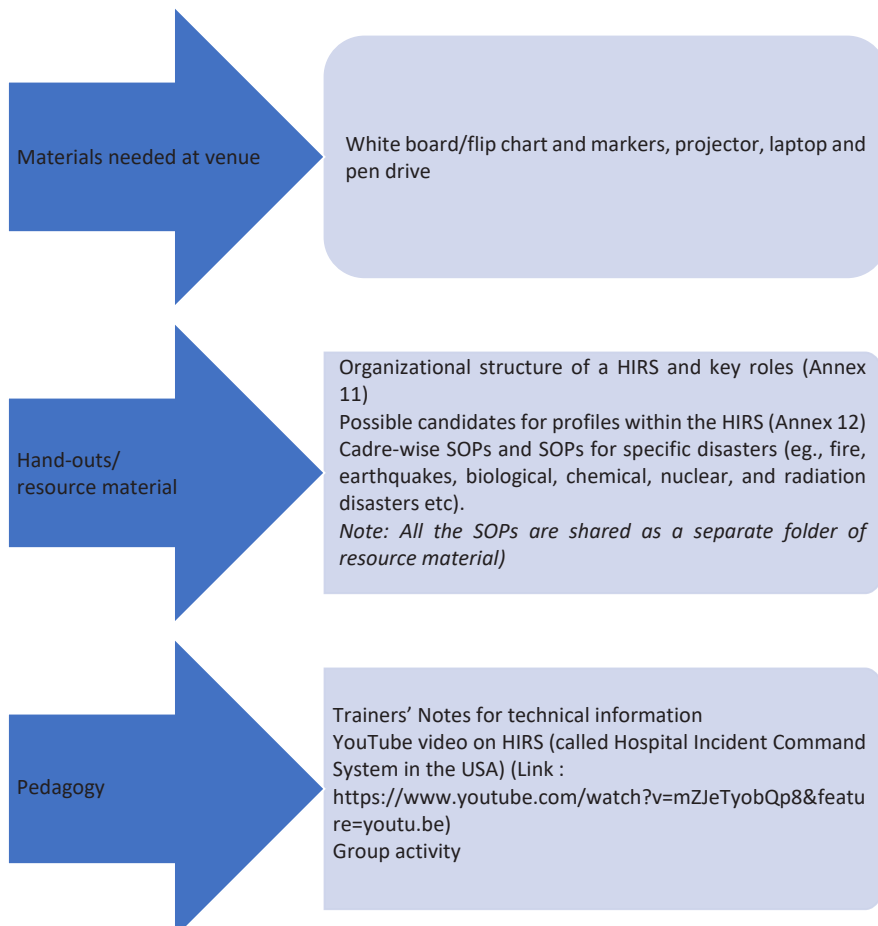 Materials needed at venue
White board/flip chart and markers, projector, laptop and
pen drive
Hand-outs/
resource material
Organizational structure of a HIRS and key roles (Annex
11)
Possible candidates for profiles within the HIRS (Annex 12)
Cadre-wise SOPs and SOPs for specific disasters (eg., fire,
earthquakes, biological, chemical, nuclear, and radiation
disasters etc).
Note: All the SOPs are shared as a separate folder of
resource material)
Pedagogy
Trainers’ Notes for technical information
YouTube video on HIRS (called Hospital Incident Command
System in the USA) (Link :
https://www.youtube.com/watch?v=mZJeTyobQp8&featu
re=youtu.be)
Group activity